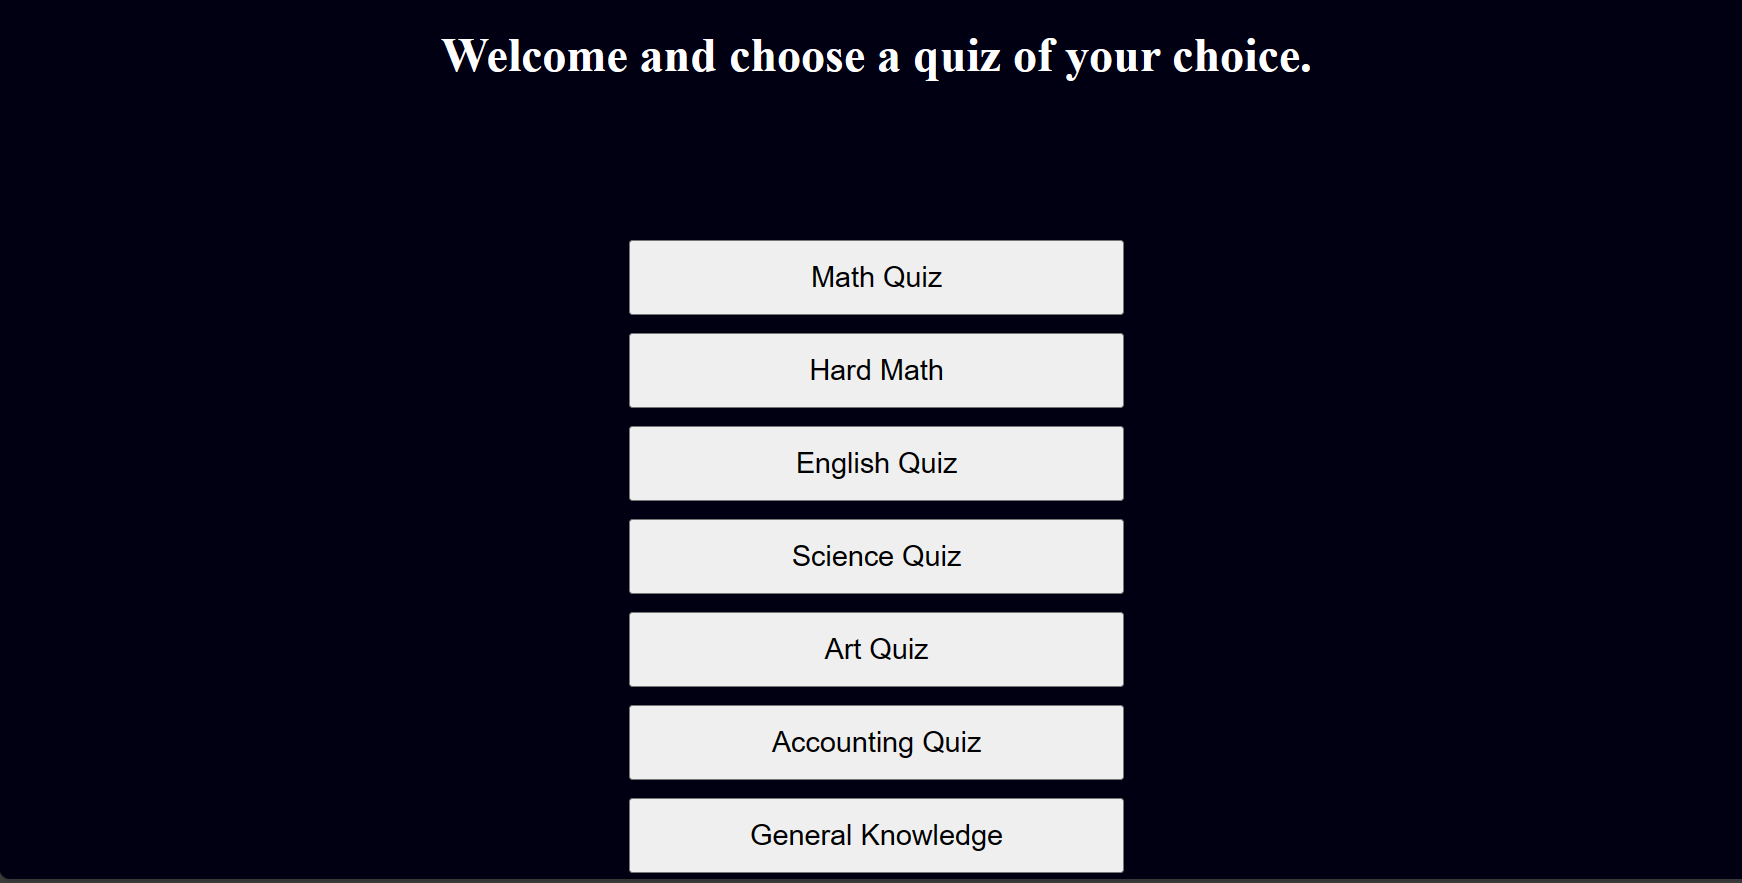 Welcome and choose a quiz of your choice.
Math Quiz
Hard Math
English Quiz
Science Quiz
Art Quiz
Accounting Quiz
General Knowledge